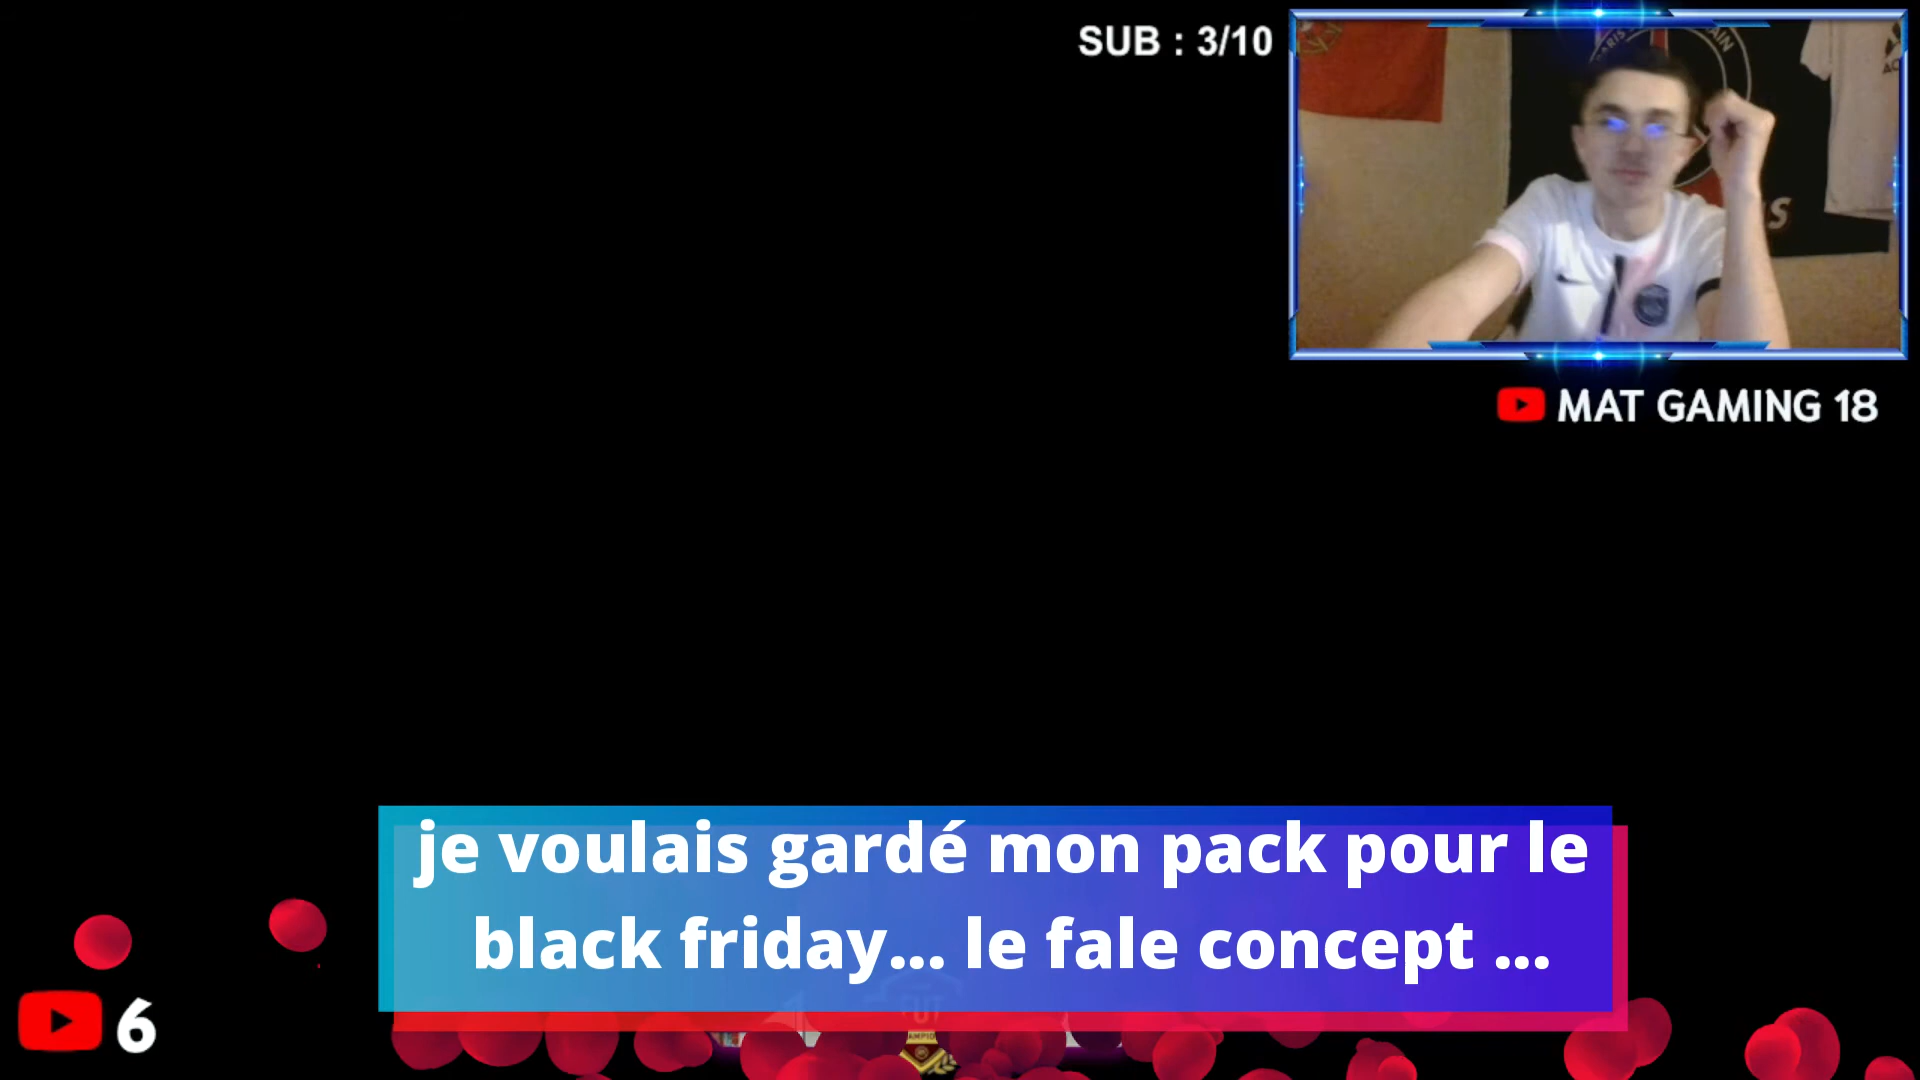 SUB : 3/10
MAT GAMING 18
je voulais gardé mon pack pour le
black friday... le fale concept ...
FUT
6